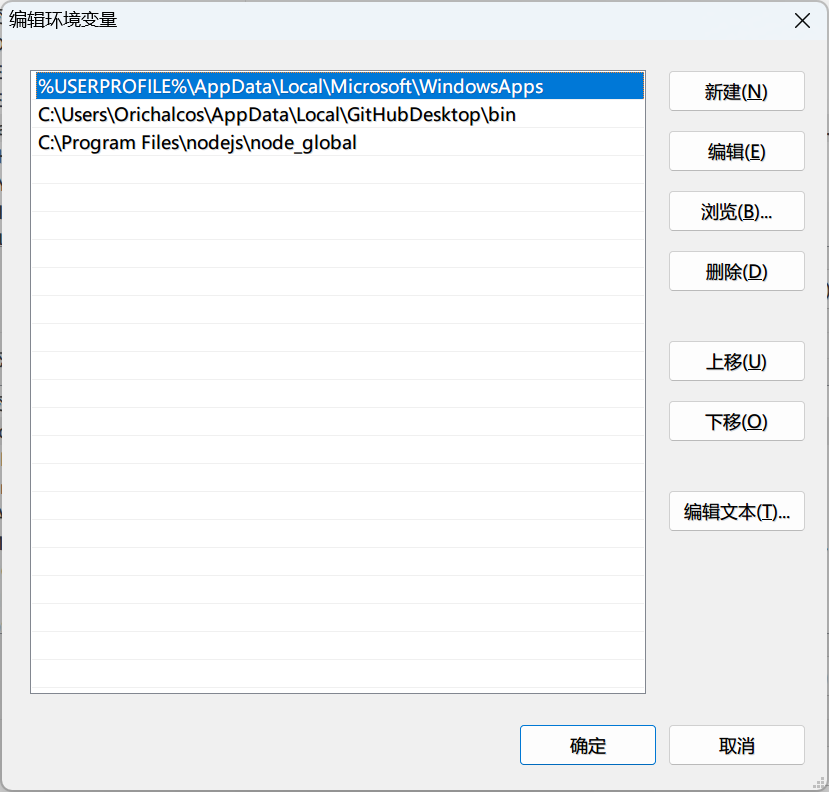 编辑环境变量
%USERPROFILE%\AppData\Local\Microsoft\WindowsApps
C:\Users\Orichalcos\AppData\Local\GitHubDesktop\bin
C:\Program Files\nodejs\node_global
新建(N)
编辑(E)
浏览(B)...
删除(D)
上移(U)
下移(O)
编辑文本(T)...
确定
取消